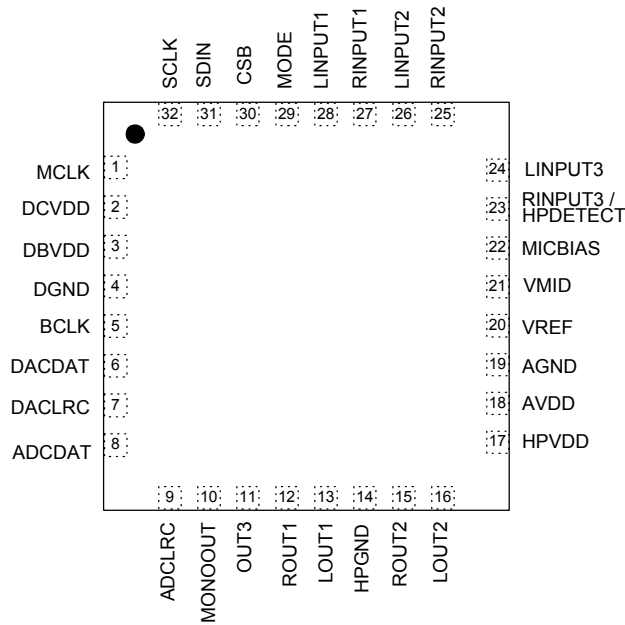 SCLK
SDIN
CSB
MODE
LINPUT1
RINPUT1
LINPUT2
RINPUT2
32
31
30
29
28
27
26
25
MCLK
1
DCVDD
2
DBVDD
3
DGND
4
BCLK
5
DACDAT
6
DACLRC
7
ADCDAT
8
24
LINPUT3
23
RINPUT3 /
HPDETECT
22
MICBIAS
21
VMID
20
VREF
19
AGND
18
AVDD
17
HPVDD
9
10
11
12
13
14
15
16
ADCLRC
MONOOUT
OUT3
ROUT1
LOUT1
HPGND
ROUT2
LOUT2